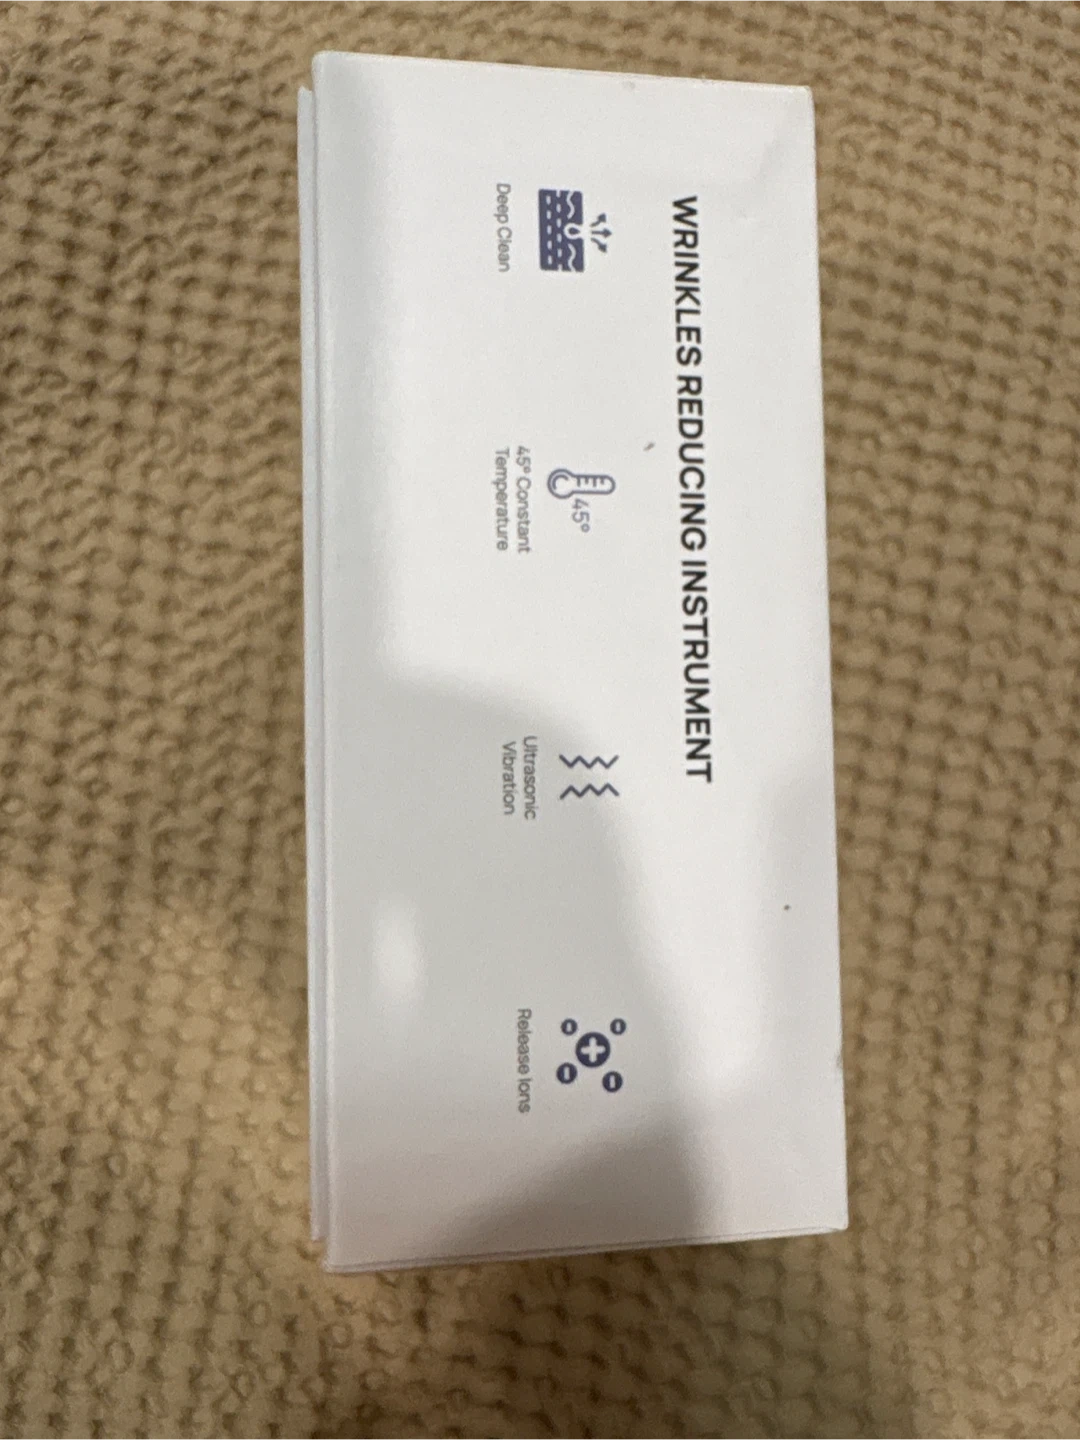 WRINKLES REDUCING INSTRUMENT
Deep Clean
45°
45° Constant
Temperature
Ultrasonic
Vibration
Release Ions